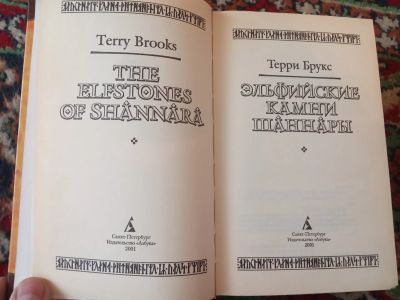 Terry Brooks
THE
ELFSTONES
OF SHANNARA
Санкт-Петербург
Издательство «Азбука»
2001
Терри Брукс
ЭЛЬФИЙСКИЕ
КАМНИ
ШАННАРЫ
Санкт-Петербург
Издательство «Азбука»
2001